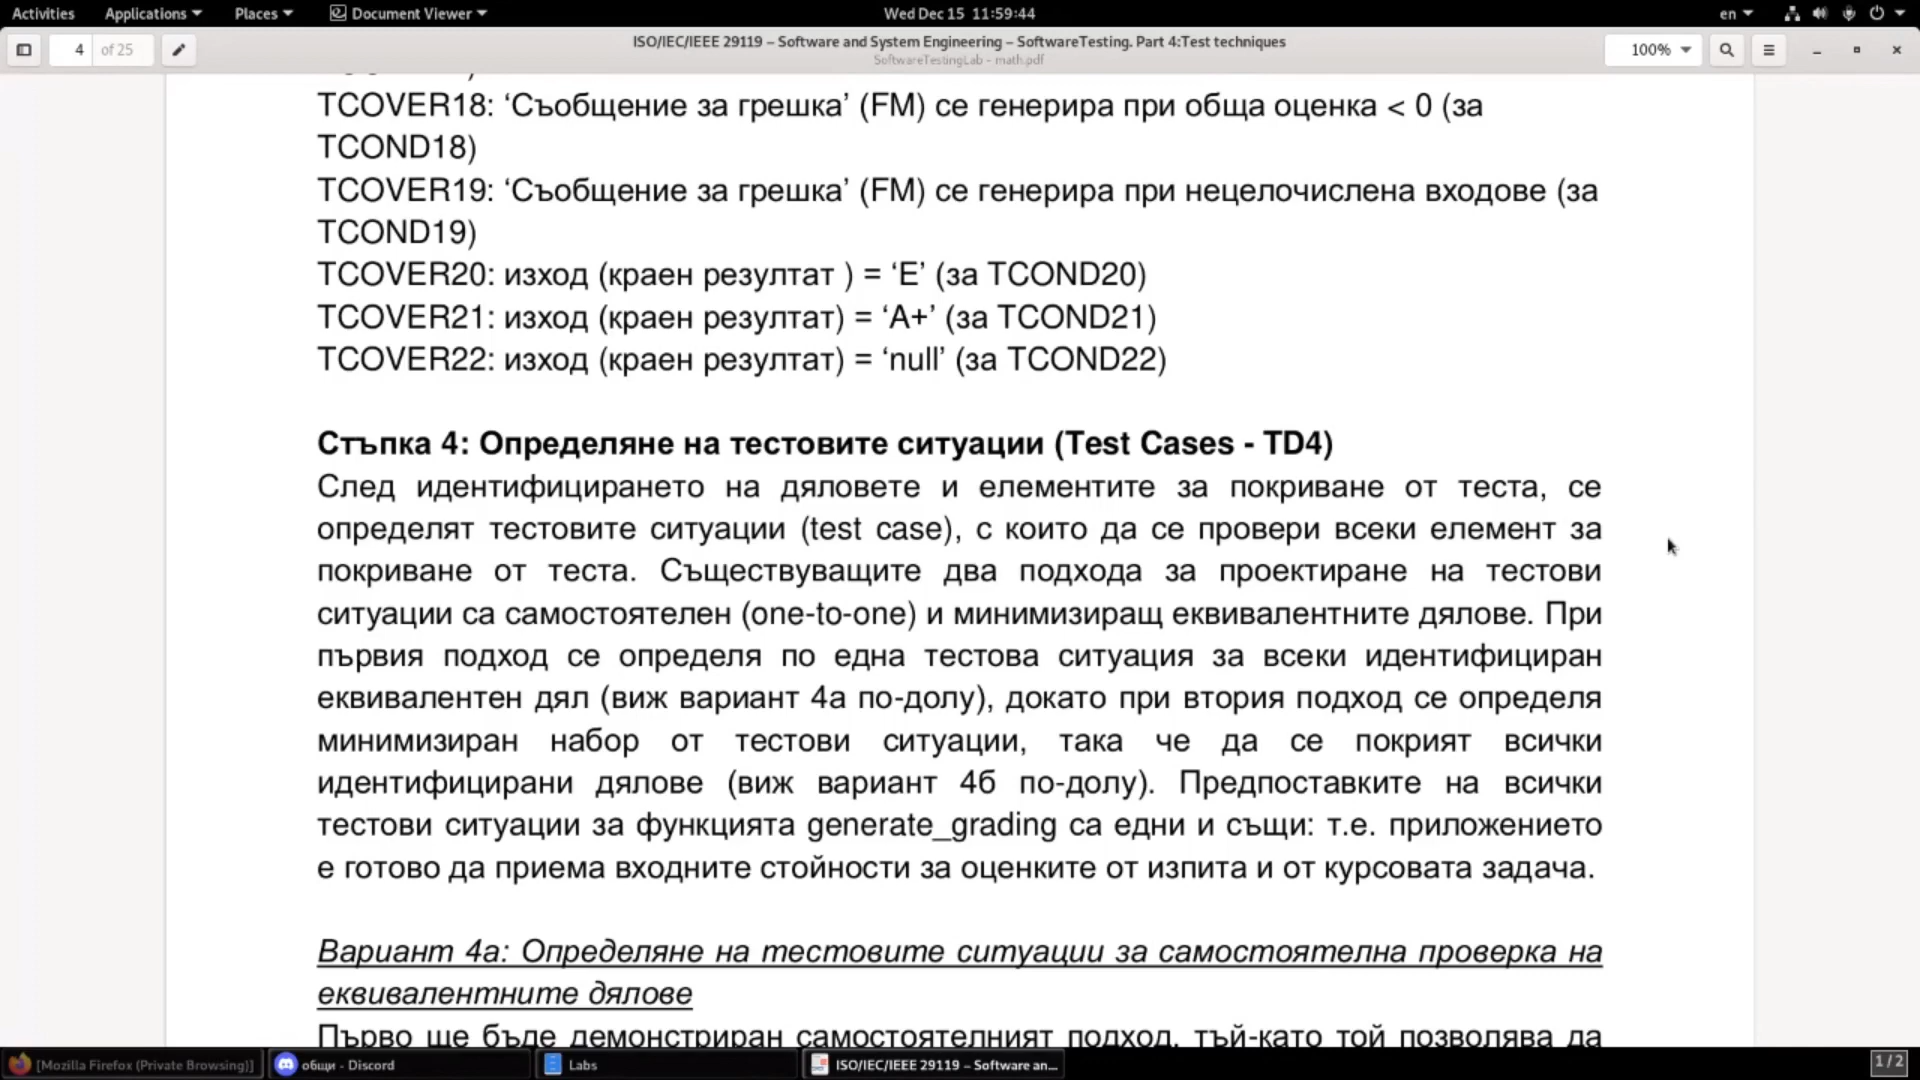 Activities Applications Places Document Viewer Wed Dec 15 11:59:44 en
4 of 25 ISO/IEC/IEEE 29119 – Software and System Engineering – SoftwareTesting. Part 4:Test techniques 100%
SoftwareTestingLab – math.pdf
TCOVER18: ‘Съобщение за грешка’ (FM) се генерира при обща оценка < 0 (за
TCOND18)
TCOVER19: ‘Съобщение за грешка’ (FM) се генерира при нецелочислена входове (за
TCOND19)
TCOVER20: изход (краен резултат ) = ‘E’ (за TCOND20)
TCOVER21: изход (краен резултат) = ‘A+’ (за TCOND21)
TCOVER22: изход (краен резултат) = ‘null’ (за TCOND22)
Стъпка 4: Определяне на тестовите ситуации (Test Cases - TD4)
След идентифицирането на дяловете и елементите за покриване от теста, се
определят тестовите ситуации (test case), с които да се провери всеки елемент за
покриване от теста. Съществуващите два подхода за проектиране на тестови
ситуации са самостоятелен (one-to-one) и минимизиращ еквивалентните дялове. При
първия подход се определя по една тестова ситуация за всеки идентифициран
еквивалентен дял (виж вариант 4а по-долу), докато при втория подход се определя
минимизиран набор от тестови ситуации, така че да се покрият всички
идентифицирани дялове (виж вариант 4б по-долу). Предпоставките на всички
тестови ситуации за функцията generate_grading са едни и същи: т.е. приложението
е готово да приема входните стойности за оценките от изпита и от курсовата задача.
Вариант 4а: Определяне на тестовите ситуации за самостоятелна проверка на
еквивалентните дялове
Първо ще бъде демонстриран самостоятелният подход, тъй-като той позволява да
[Mozilla Firefox (Private Browsing)] общи - Discord Labs ISO/IEC/IEEE 29119 – Software an... 1 / 2